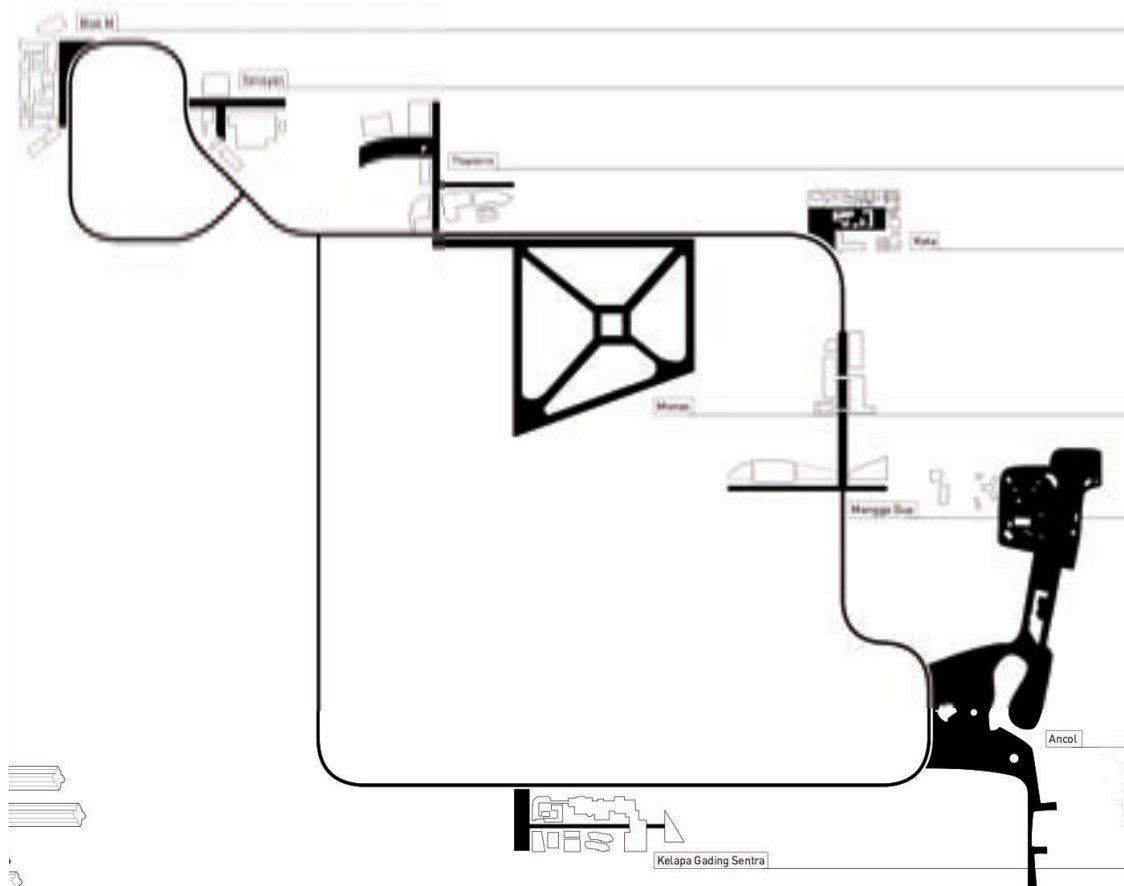 Blok M
Senayan
Thamrin
Kota
Monas
Mangga Dua
Ancol
Kelapa Gading Sentra